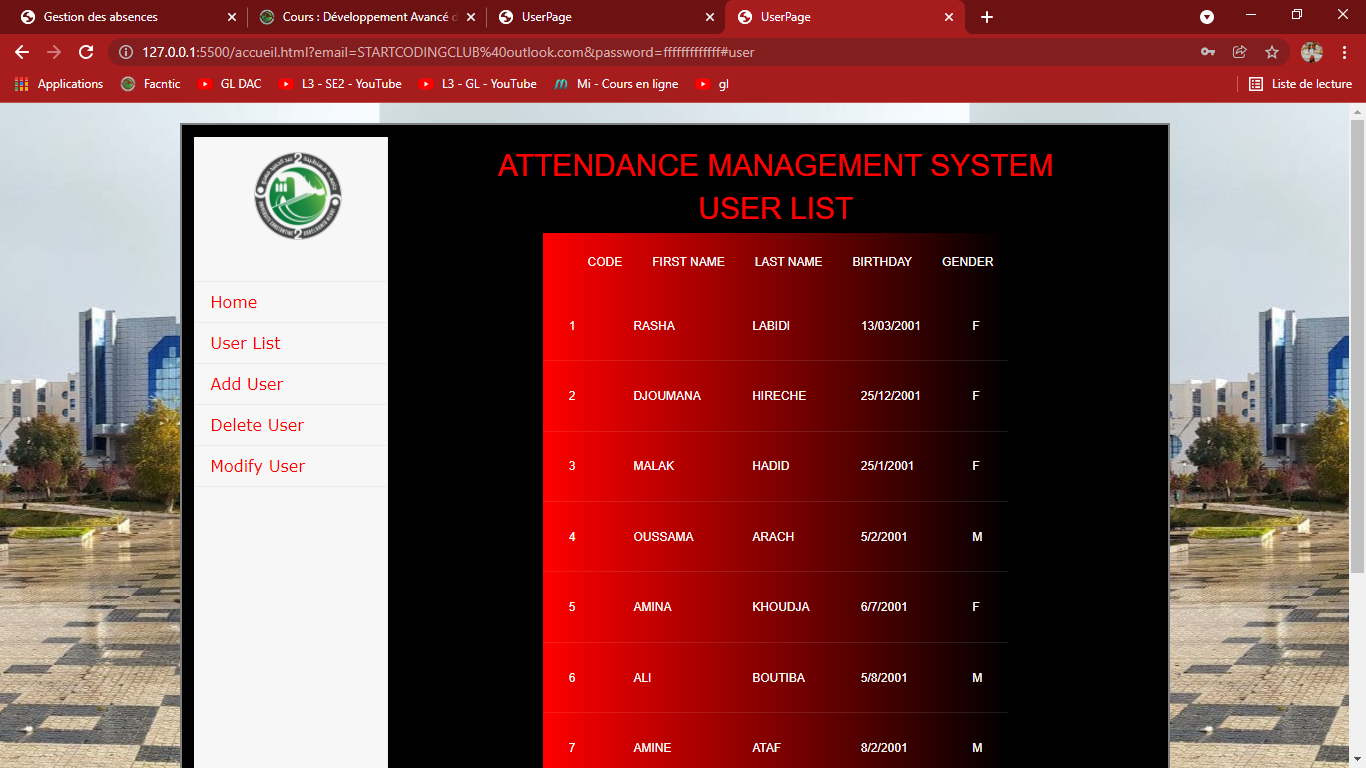 Gestion des absences
Cours : Développement Avancé d
UserPage
UserPage
127.0.0.1:5500/accueil.html?email=STARTCODINGCLUB%40outlook.com&password=fffffffffffff#user
Applications
Facntic
GL DAC
L3 - SE2 - YouTube
L3 - GL - YouTube
Mi - Cours en ligne
gl
Liste de lecture
ATTENDANCE MANAGEMENT SYSTEM
USER LIST
Home
User List
Add User
Delete User
Modify User
CODE FIRST NAME LAST NAME BIRTHDAY GENDER
1 RASHA LABIDI 13/03/2001 F
2 DJOUMANA HIRECHE 25/12/2001 F
3 MALAK HADID 25/1/2001 F
4 OUSSAMA ARACH 5/2/2001 M
5 AMINA KHOUDJA 6/7/2001 F
6 ALI BOUTIBA 5/8/2001 M
7 AMINE ATAF 8/2/2001 M